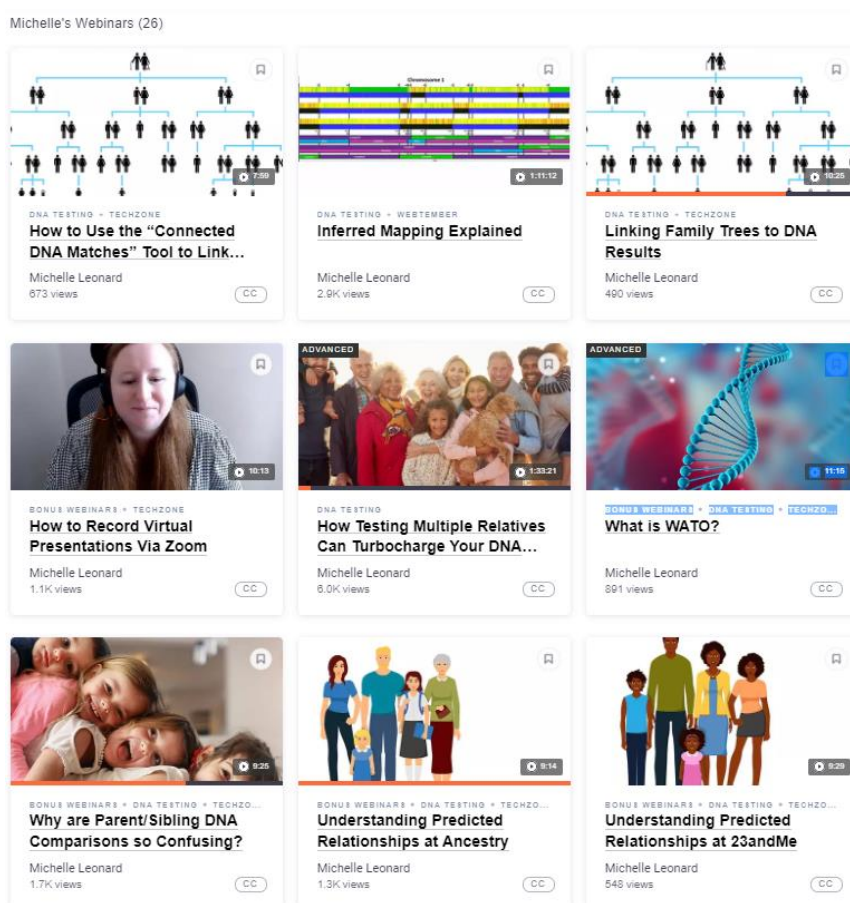 Michelle's Webinars (26)
7:59
DNA TESTING • TECHZONE
How to Use the “Connected
DNA Matches” Tool to Link...
Michelle Leonard
673 views
CC
Chromosome 1
1:11:12
DNA TESTING • WEBTEMBER
Inferred Mapping Explained
Michelle Leonard
2.9K views
CC
10:25
DNA TESTING • TECHZONE
Linking Family Trees to DNA
Results
Michelle Leonard
490 views
CC
10:13
BONUS WEBINARS • TECHZONE
How to Record Virtual
Presentations Via Zoom
Michelle Leonard
1.1K views
CC
ADVANCED
1:33:21
DNA TESTING
How Testing Multiple Relatives
Can Turbocharge Your DNA...
Michelle Leonard
6.0K views
CC
ADVANCED
11:15
BONUS WEBINARS • DNA TESTING • TECHZO...
What is WATO?
Michelle Leonard
891 views
CC
9:25
BONUS WEBINARS • DNA TESTING • TECHZO...
Why are Parent/Sibling DNA
Comparisons so Confusing?
Michelle Leonard
1.7K views
CC
9:14
BONUS WEBINARS • DNA TESTING • TECHZO...
Understanding Predicted
Relationships at Ancestry
Michelle Leonard
1.3K views
CC
9:29
BONUS WEBINARS • DNA TESTING • TECHZO...
Understanding Predicted
Relationships at 23andMe
Michelle Leonard
548 views
CC